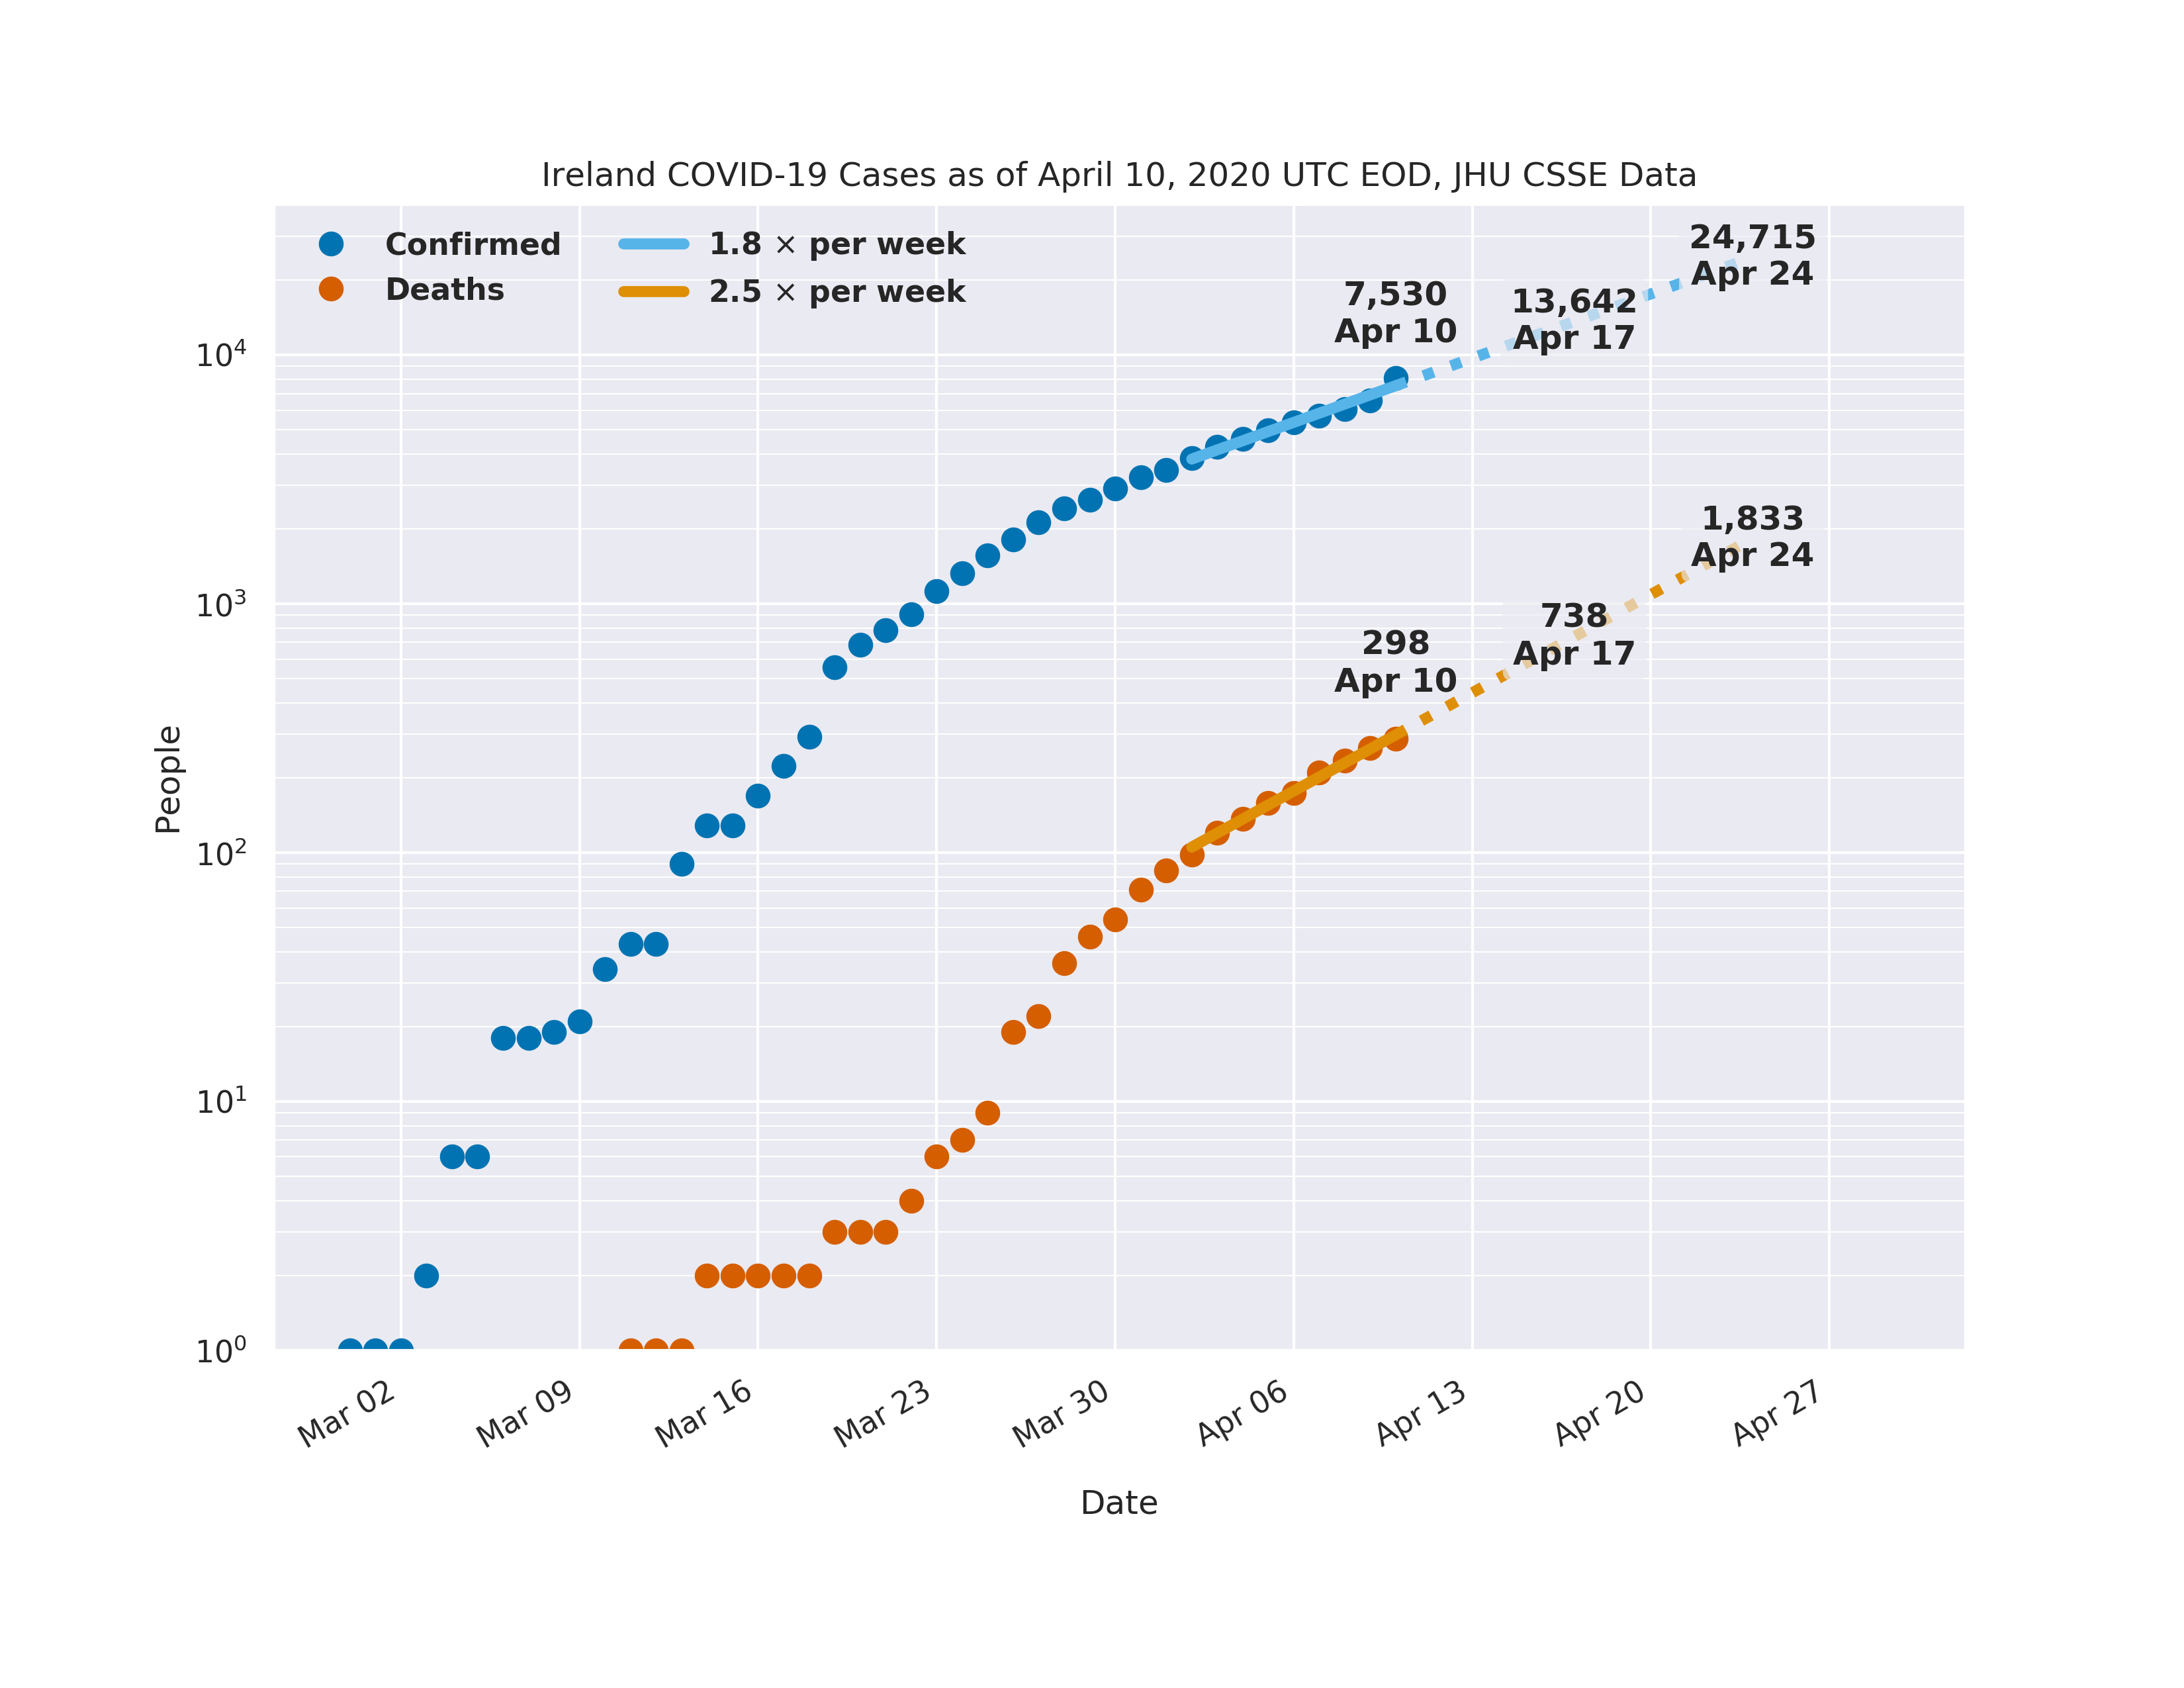 Ireland COVID-19 Cases as of April 10, 2020 UTC EOD, JHU CSSE Data
Confirmed
Deaths
1.8 × per week
2.5 × per week
24,715
Apr 24
7,530
Apr 10
13,642
Apr 17
1,833
Apr 24
738
Apr 17
298
Apr 10
People
10⁴
10³
10²
10¹
10⁰
Mar 02
Mar 09
Mar 16
Mar 23
Mar 30
Apr 06
Apr 13
Apr 20
Apr 27
Date